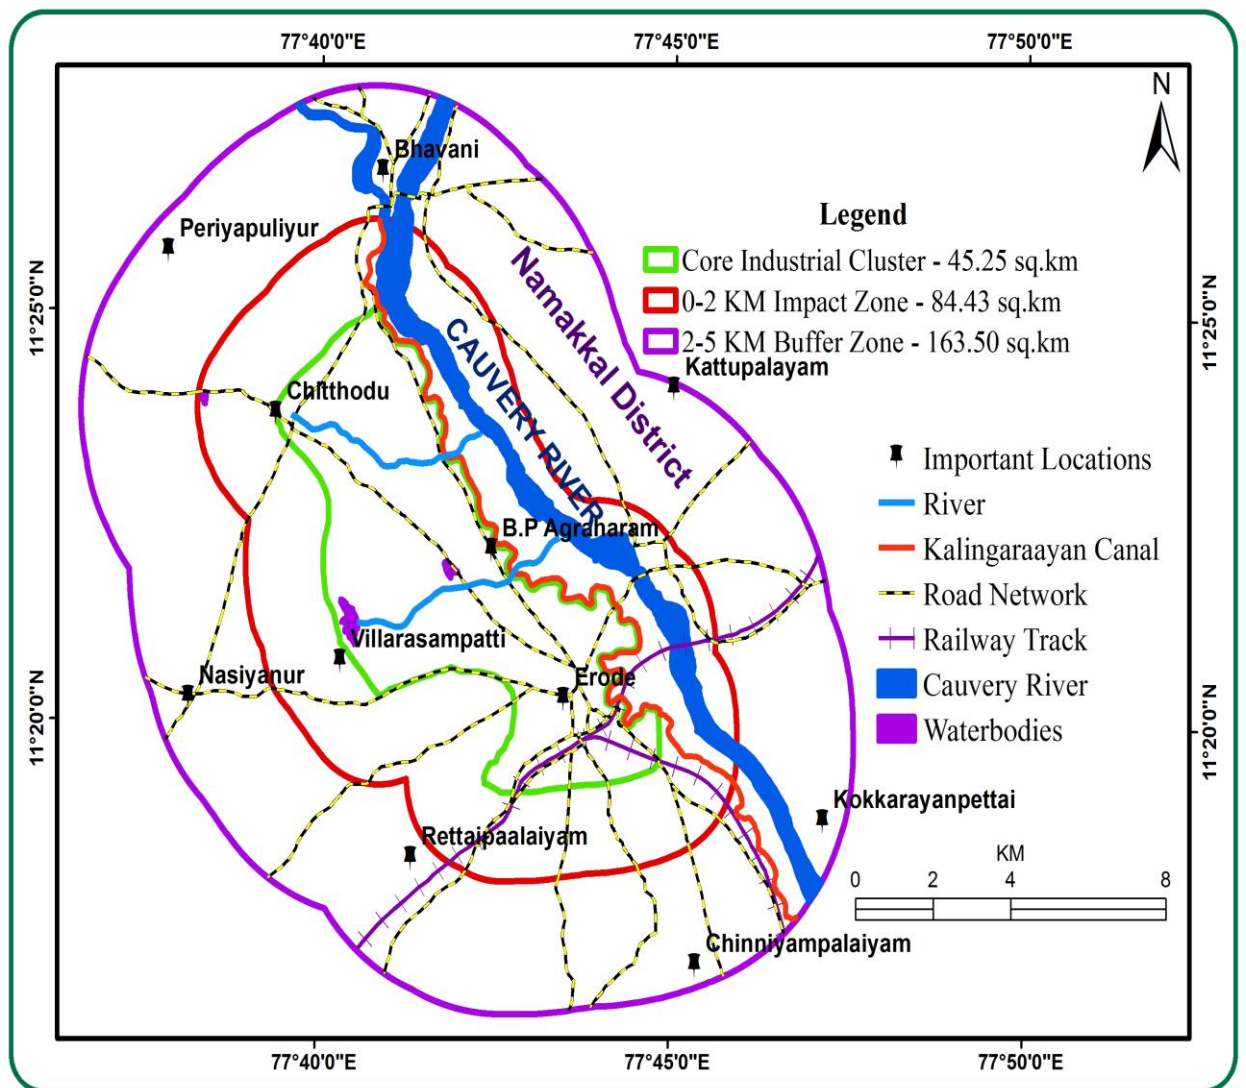 77°40'0"E
77°45'0"E
77°50'0"E
N
Bhavani
Periyapuliyur
Legend
Core Industrial Cluster - 45.25 sq.km
0-2 KM Impact Zone - 84.43 sq.km
2-5 KM Buffer Zone - 163.50 sq.km
11°25'0"N
11°25'0"N
Namakkal District
CAUVERY RIVER
Kattupalayam
Chitthodu
Important Locations
River
B.P Agraharam
Kalingaraayan Canal
Road Network
Villarasampatti
Railway Track
Nasiyanur
Erode
Cauvery River
Waterbodies
11°20'0"N
11°20'0"N
Kokkarayanpettai
Rettaipaalaiyam
KM
0 2 4 8
Chinniyampalaiyam
77°40'0"E
77°45'0"E
77°50'0"E